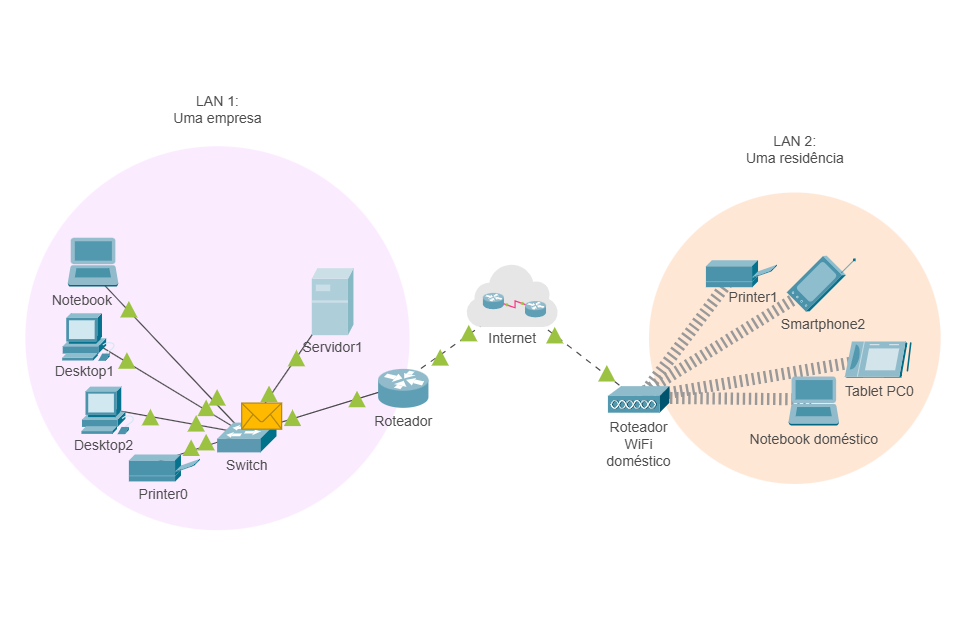 LAN 1:
Uma empresa
LAN 2:
Uma residência
Notebook
Desktop1
Desktop2
Printer0
Switch
Servidor1
Roteador
Internet
Roteador
WiFi
doméstico
Printer1
Smartphone2
Tablet PC0
Notebook doméstico